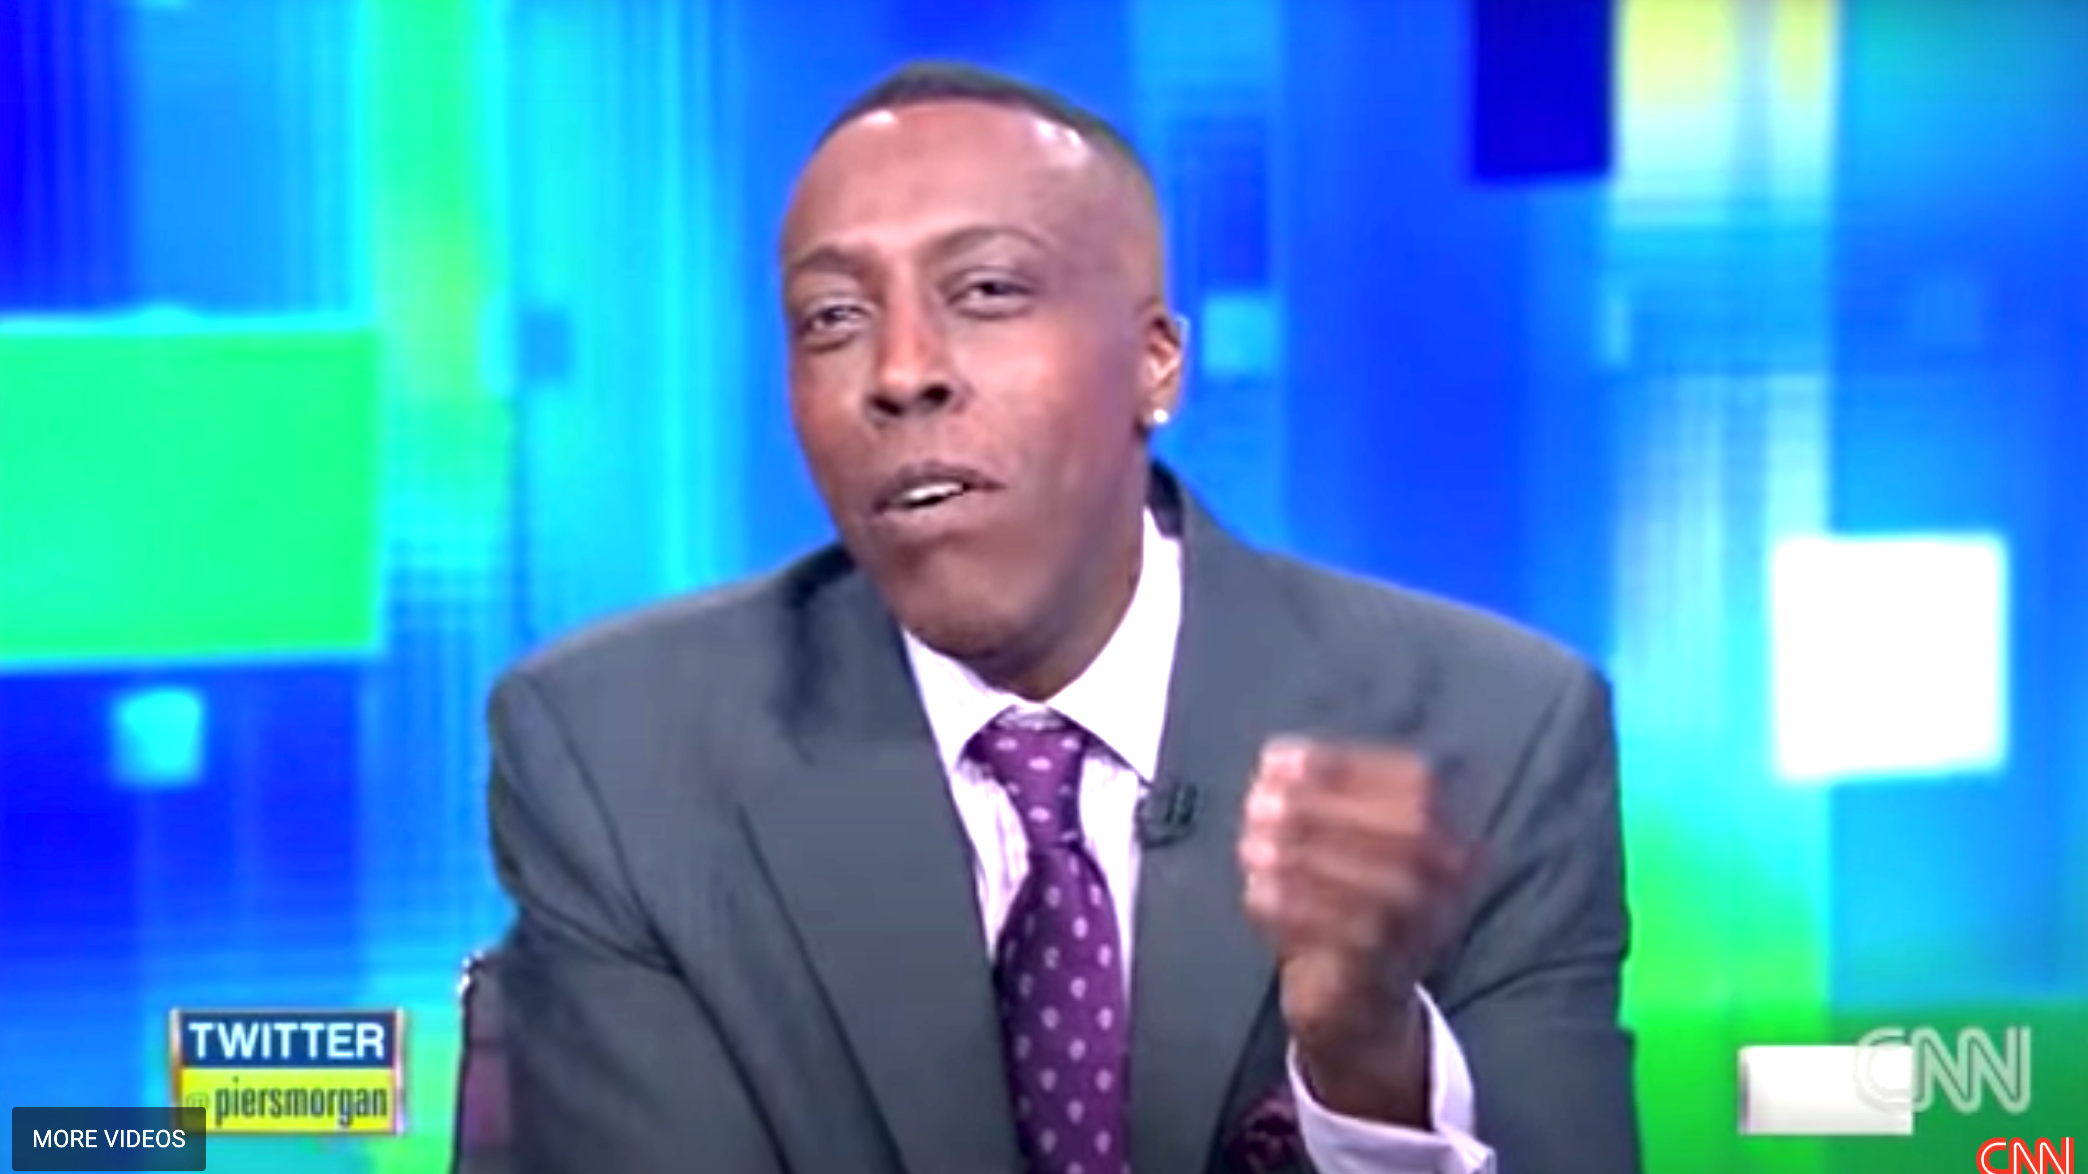 TWITTER
@piersmorgan
MORE VIDEOS
CNN
CNN